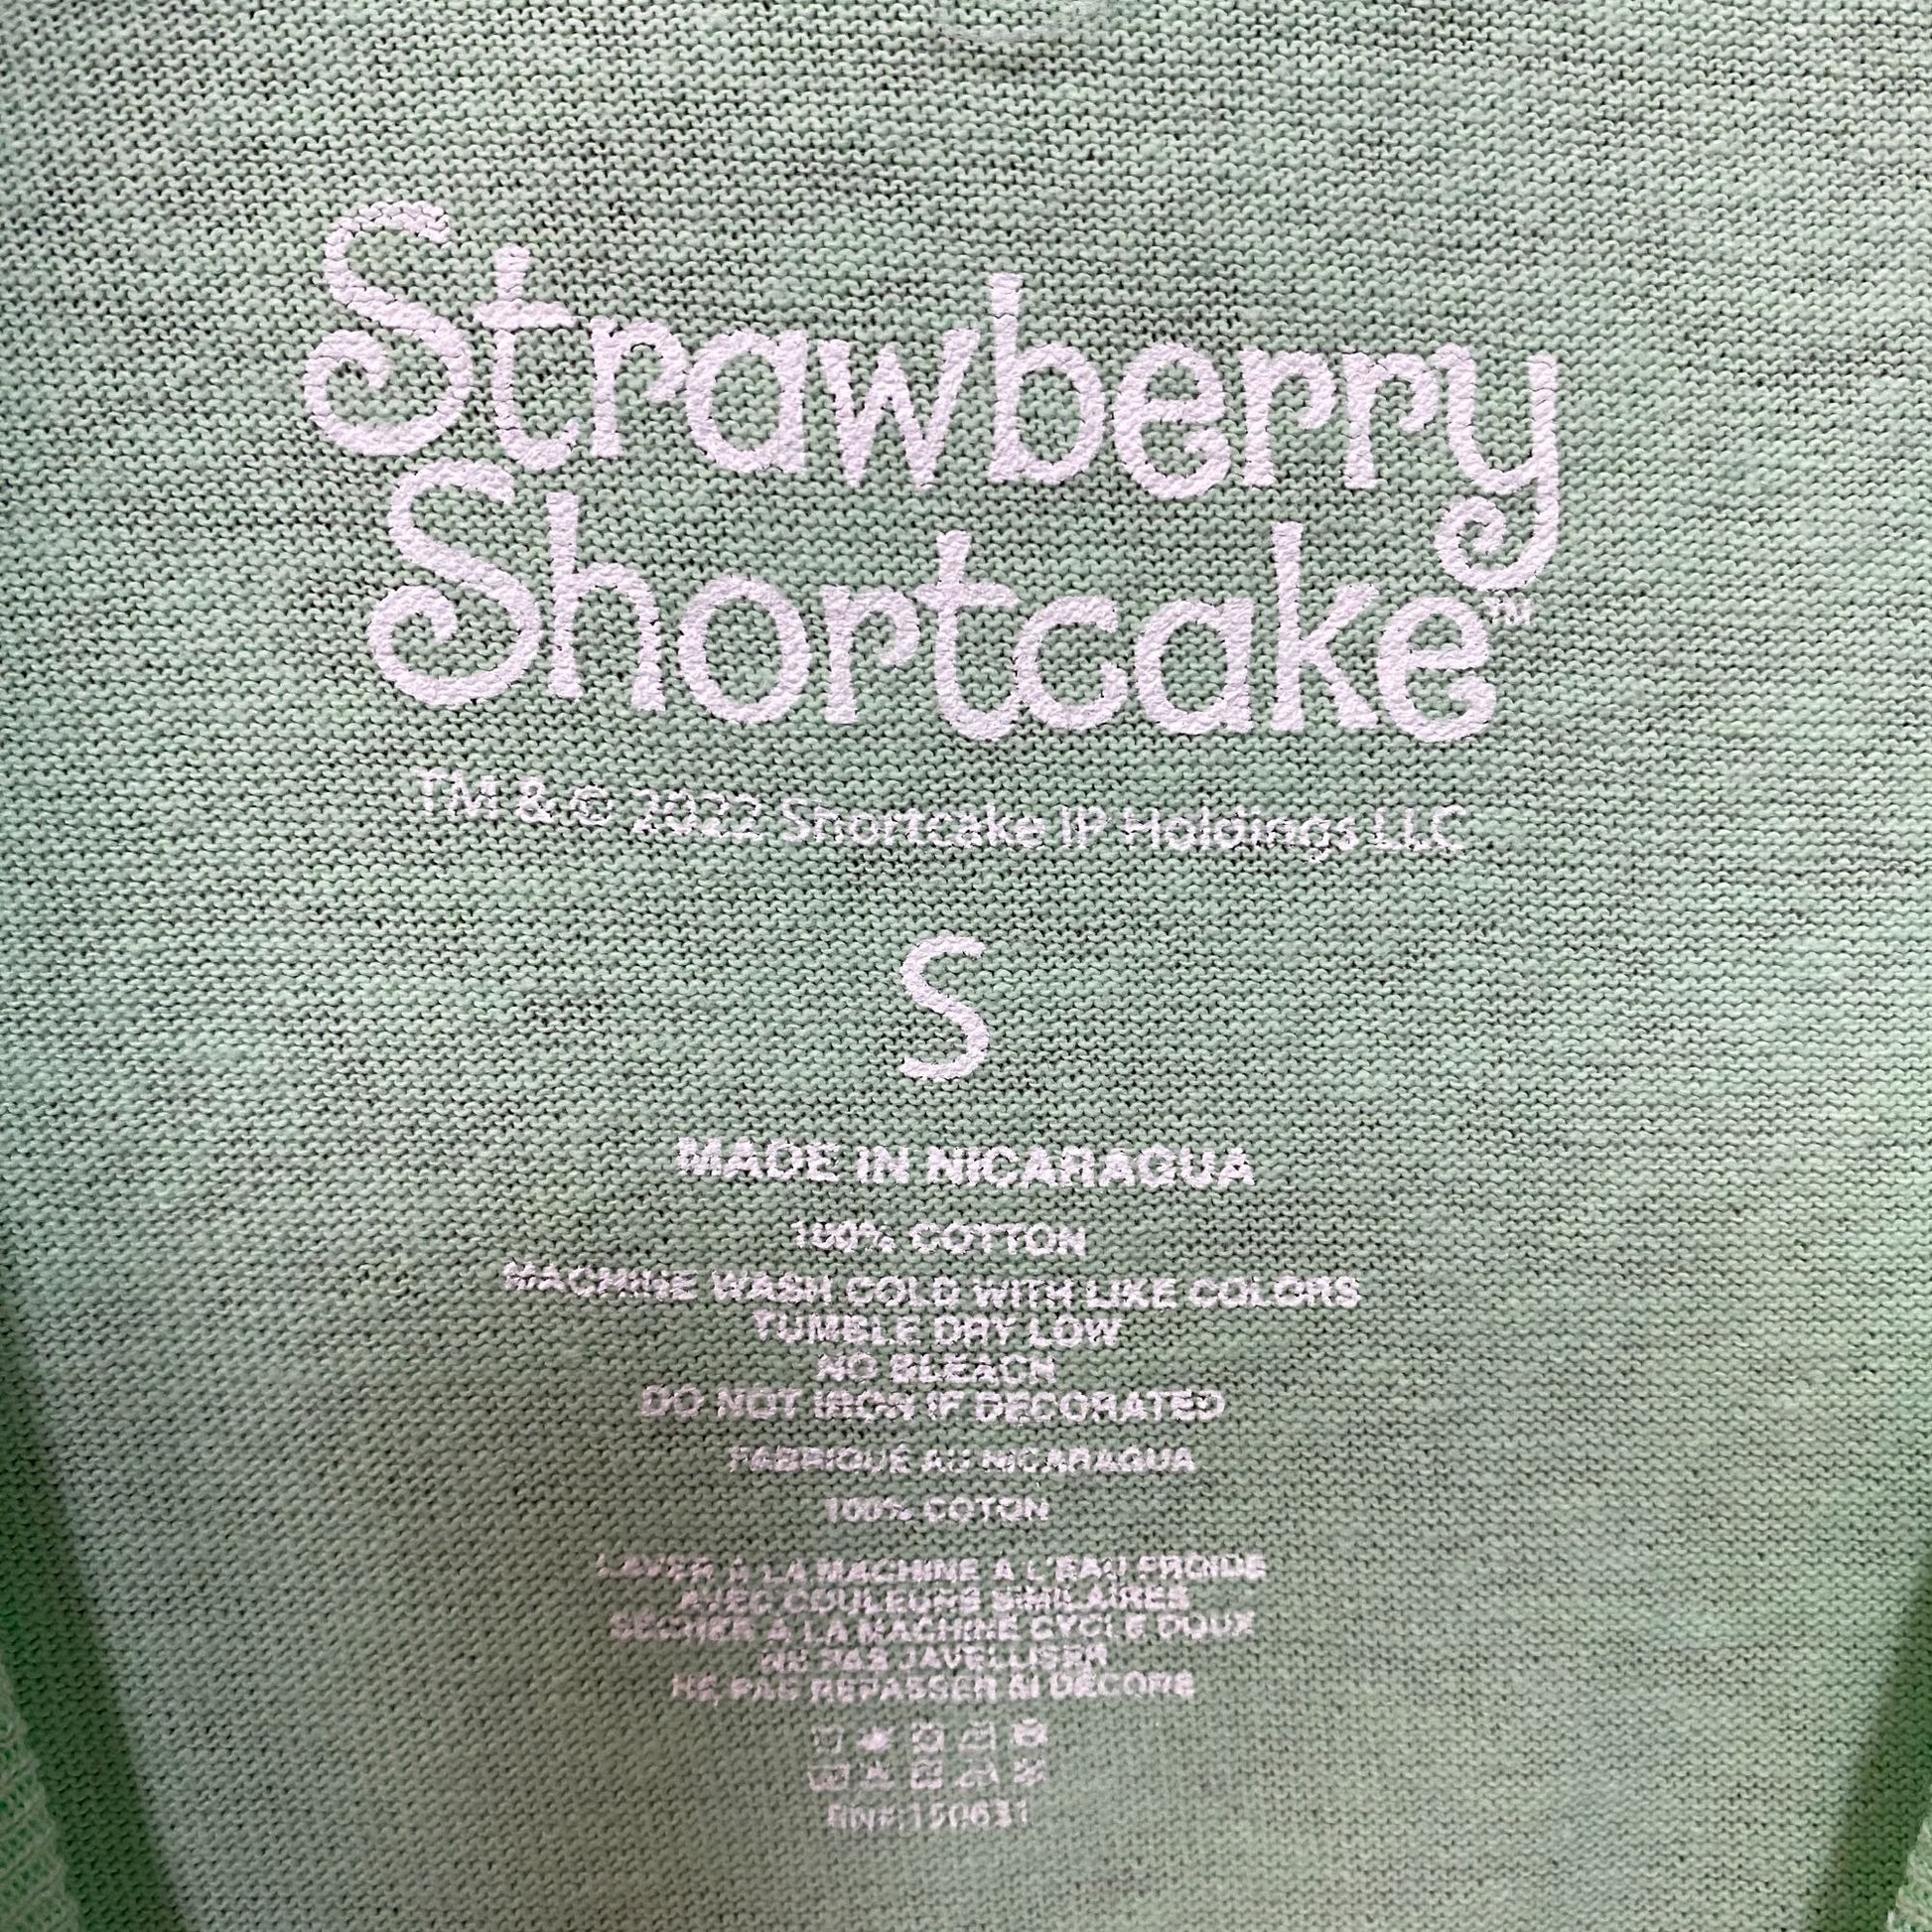 Strawberry
Shortcake™
TM & © 2022 Shortcake IP Holdings LLC
S
MADE IN NICARAGUA
100% COTTON
MACHINE WASH COLD WITH LIKE COLORS
TUMBLE DRY LOW
NO BLEACH
DO NOT IRON IF DECORATED
FABRIQUÉ AU NICARAGUA
100% COTON
LAVER À LA MACHINE À L'EAU FROIDE
AVEC COULEURS SIMILAIRES
SÉCHER À LA MACHINE CYCLE DOUX
NE PAS JAVELLISER
NE PAS REPASSER SI DÉCORÉ
RN#:150631